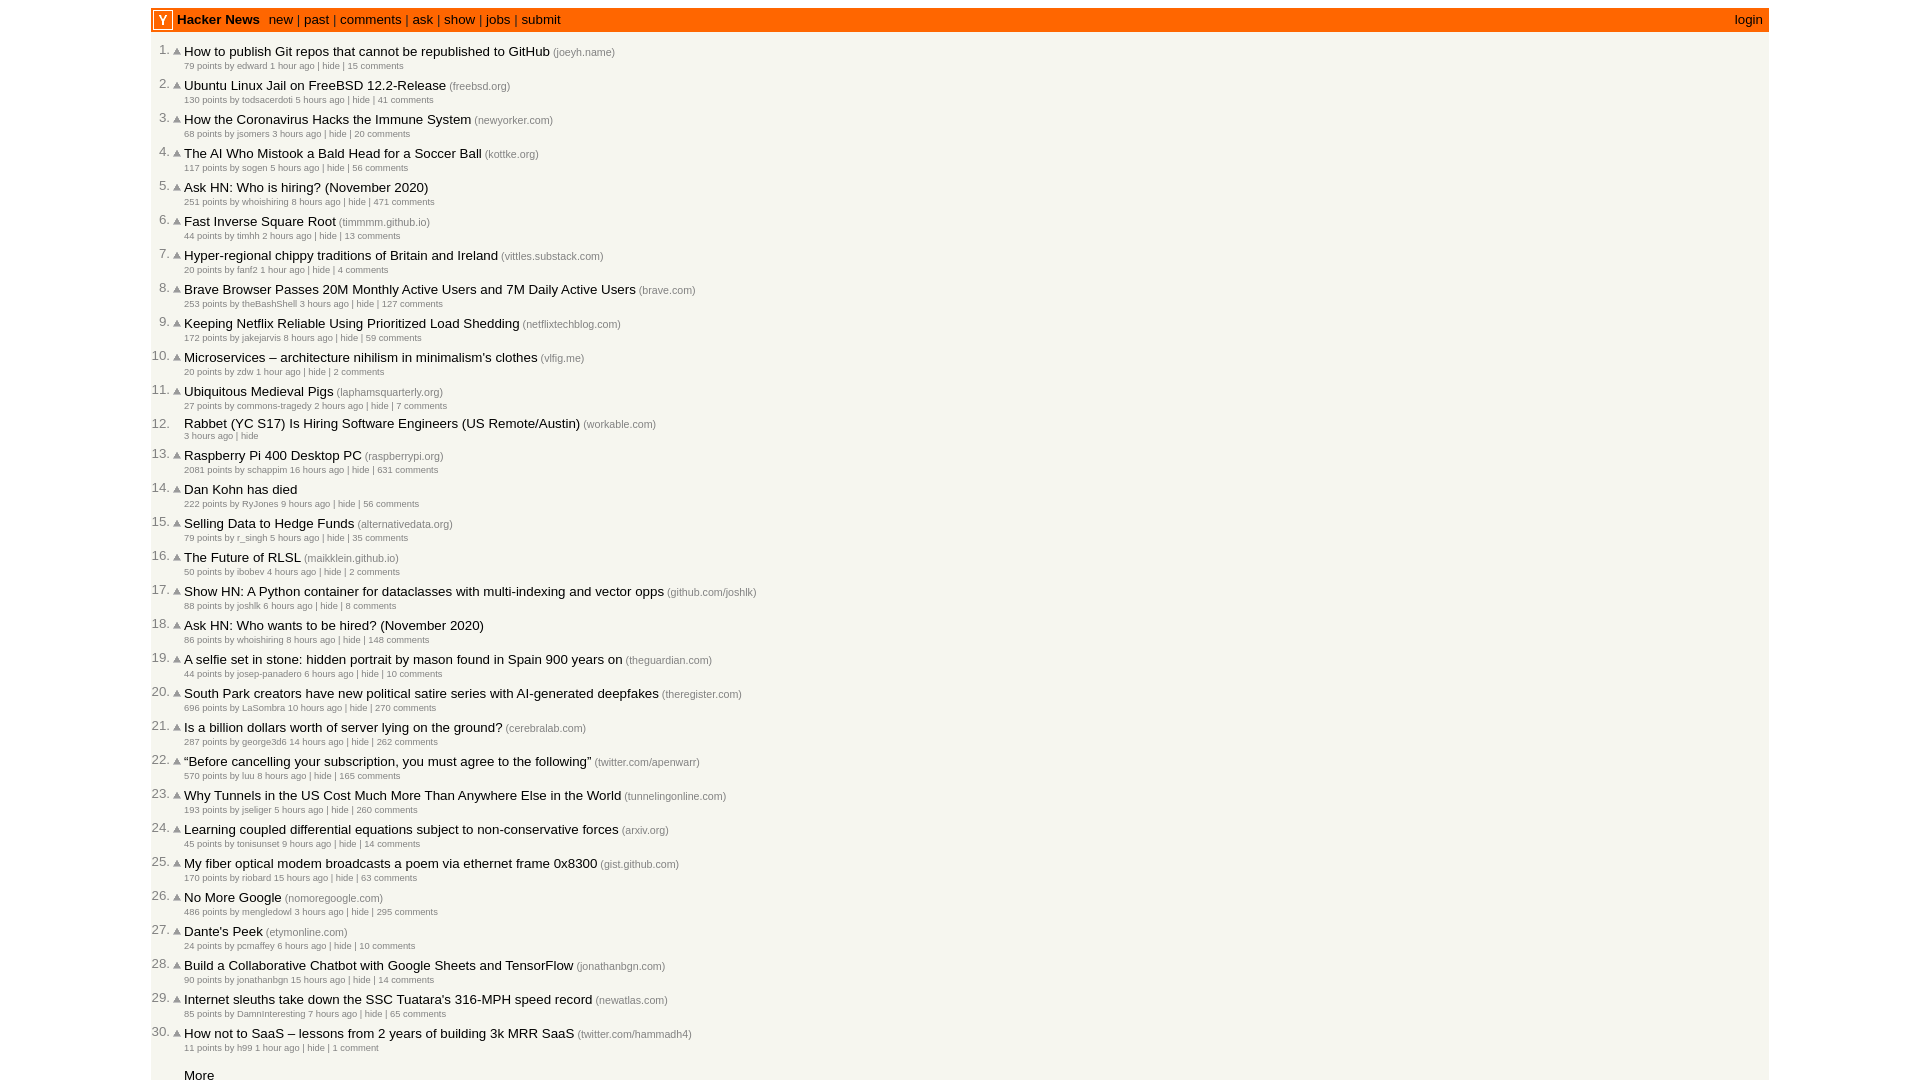 Y Hacker News new | past | comments | ask | show | jobs | submit login
1. How to publish Git repos that cannot be republished to GitHub (joeyh.name)
79 points by edward 1 hour ago | hide | 15 comments
2. Ubuntu Linux Jail on FreeBSD 12.2-Release (freebsd.org)
130 points by todsacerdoti 5 hours ago | hide | 41 comments
3. How the Coronavirus Hacks the Immune System (newyorker.com)
68 points by jsomers 3 hours ago | hide | 20 comments
4. The AI Who Mistook a Bald Head for a Soccer Ball (kottke.org)
117 points by sogen 5 hours ago | hide | 56 comments
5. Ask HN: Who is hiring? (November 2020)
251 points by whoishiring 8 hours ago | hide | 471 comments
6. Fast Inverse Square Root (timmmm.github.io)
44 points by timhh 2 hours ago | hide | 13 comments
7. Hyper-regional chippy traditions of Britain and Ireland (vittles.substack.com)
20 points by fanf2 1 hour ago | hide | 4 comments
8. Brave Browser Passes 20M Monthly Active Users and 7M Daily Active Users (brave.com)
253 points by theBashShell 3 hours ago | hide | 127 comments
9. Keeping Netflix Reliable Using Prioritized Load Shedding (netflixtechblog.com)
172 points by jakejarvis 8 hours ago | hide | 59 comments
10. Microservices – architecture nihilism in minimalism's clothes (vlfig.me)
20 points by zdw 1 hour ago | hide | 2 comments
11. Ubiquitous Medieval Pigs (laphamsquarterly.org)
27 points by commons-tragedy 2 hours ago | hide | 7 comments
12. Rabbet (YC S17) Is Hiring Software Engineers (US Remote/Austin) (workable.com)
3 hours ago | hide
13. Raspberry Pi 400 Desktop PC (raspberrypi.org)
2081 points by schappim 16 hours ago | hide | 631 comments
14. Dan Kohn has died
222 points by RyJones 9 hours ago | hide | 56 comments
15. Selling Data to Hedge Funds (alternativedata.org)
79 points by r_singh 5 hours ago | hide | 35 comments
16. The Future of RLSL (maikklein.github.io)
50 points by ibobev 4 hours ago | hide | 2 comments
17. Show HN: A Python container for dataclasses with multi-indexing and vector opps (github.com/joshlk)
88 points by joshlk 6 hours ago | hide | 8 comments
18. Ask HN: Who wants to be hired? (November 2020)
86 points by whoishiring 8 hours ago | hide | 148 comments
19. A selfie set in stone: hidden portrait by mason found in Spain 900 years on (theguardian.com)
44 points by josep-panadero 6 hours ago | hide | 10 comments
20. South Park creators have new political satire series with AI-generated deepfakes (theregister.com)
696 points by LaSombra 10 hours ago | hide | 270 comments
21. Is a billion dollars worth of server lying on the ground? (cerebralab.com)
287 points by george3d6 14 hours ago | hide | 262 comments
22. “Before cancelling your subscription, you must agree to the following” (twitter.com/apenwarr)
570 points by luu 8 hours ago | hide | 165 comments
23. Why Tunnels in the US Cost Much More Than Anywhere Else in the World (tunnelingonline.com)
193 points by jseliger 5 hours ago | hide | 260 comments
24. Learning coupled differential equations subject to non-conservative forces (arxiv.org)
45 points by tonisunset 9 hours ago | hide | 14 comments
25. My fiber optical modem broadcasts a poem via ethernet frame 0x8300 (gist.github.com)
170 points by riobard 15 hours ago | hide | 63 comments
26. No More Google (nomoregoogle.com)
486 points by mengledowl 3 hours ago | hide | 295 comments
27. Dante's Peek (etymonline.com)
24 points by pcmaffey 6 hours ago | hide | 10 comments
28. Build a Collaborative Chatbot with Google Sheets and TensorFlow (jonathanbgn.com)
90 points by jonathanbgn 15 hours ago | hide | 14 comments
29. Internet sleuths take down the SSC Tuatara's 316-MPH speed record (newatlas.com)
85 points by DamnInteresting 7 hours ago | hide | 65 comments
30. How not to SaaS – lessons from 2 years of building 3k MRR SaaS (twitter.com/hammadh4)
11 points by h99 1 hour ago | hide | 1 comment
More